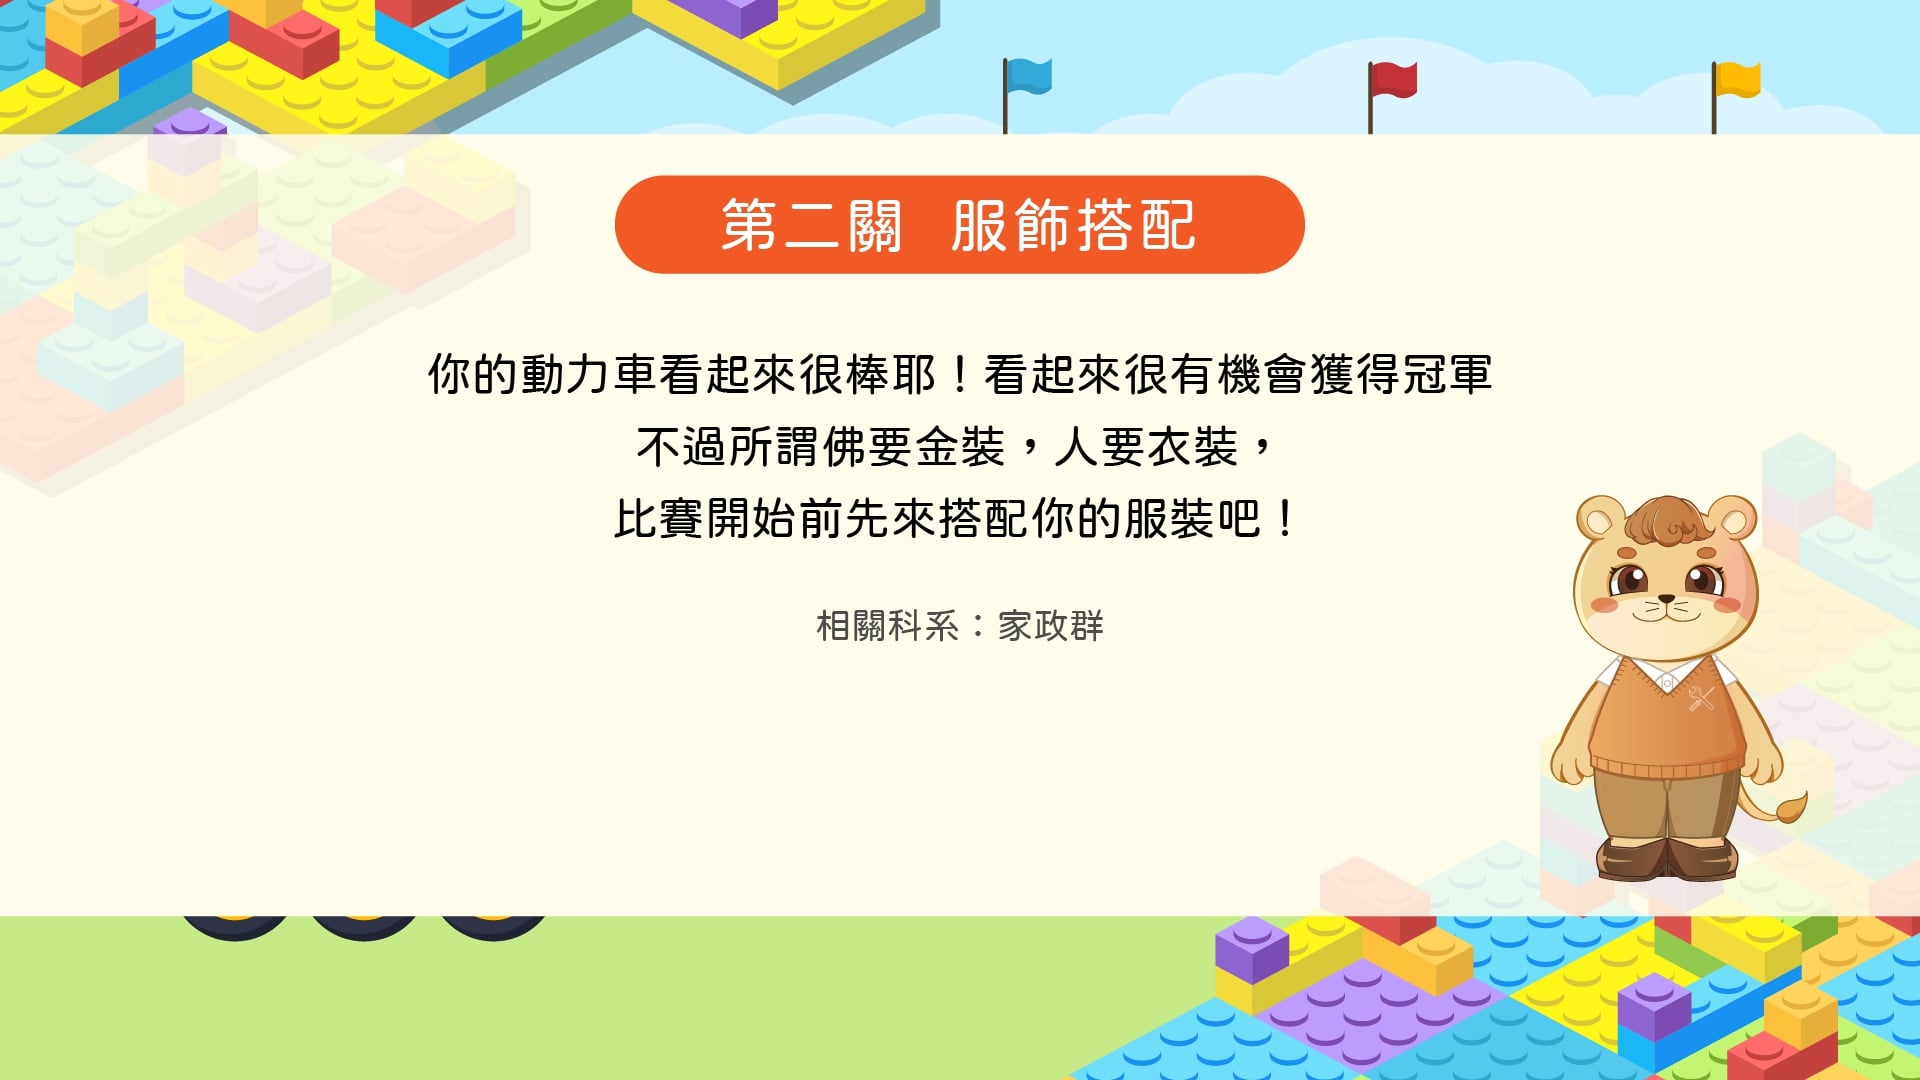 第二關 服飾搭配
你的動力車看起來很棒耶！看起來很有機會獲得冠軍
不過所謂佛要金裝，人要衣裝，
比賽開始前先來搭配你的服裝吧！
相關科系：家政群